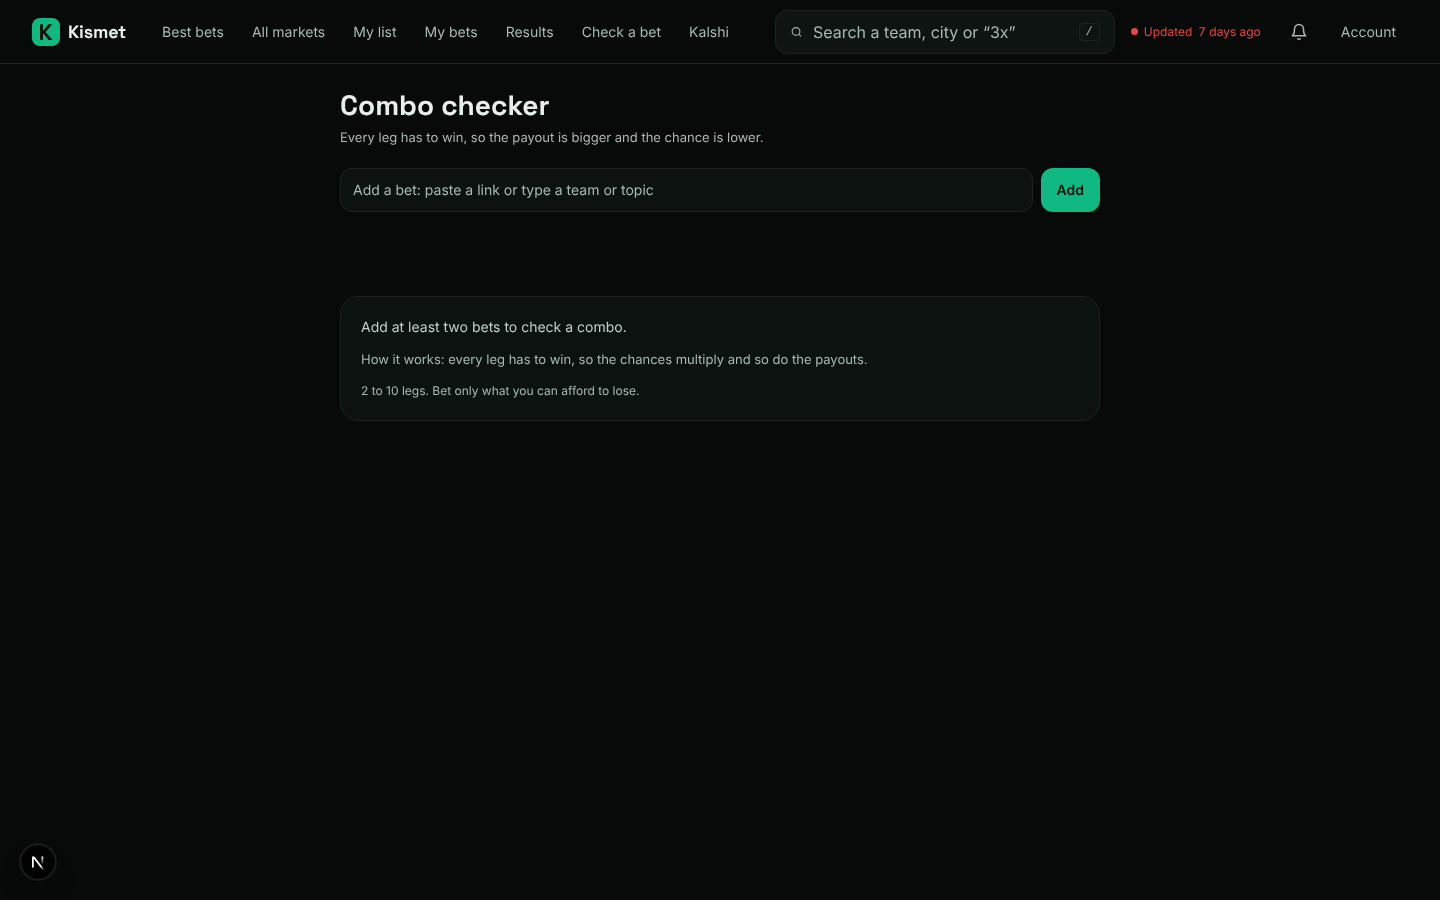 K Kismet Best bets All markets My list My bets Results Check a bet Kalshi Search a team, city or “3x” / Updated 7 days ago Account
Combo checker
Every leg has to win, so the payout is bigger and the chance is lower.
Add a bet: paste a link or type a team or topic Add
Add at least two bets to check a combo.
How it works: every leg has to win, so the chances multiply and so do the payouts.
2 to 10 legs. Bet only what you can afford to lose.
N